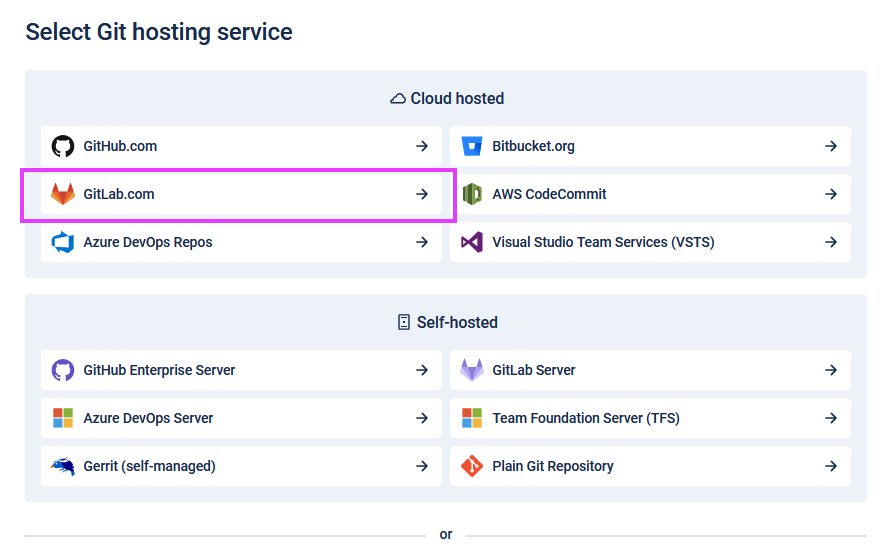 Select Git hosting service
Cloud hosted
GitHub.com
Bitbucket.org
GitLab.com
AWS CodeCommit
Azure DevOps Repos
Visual Studio Team Services (VSTS)
Self-hosted
GitHub Enterprise Server
GitLab Server
Azure DevOps Server
Team Foundation Server (TFS)
Gerrit (self-managed)
Plain Git Repository
or